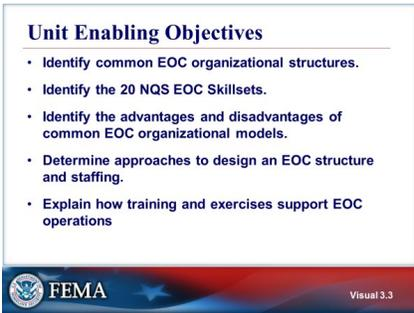 Unit Enabling Objectives
• Identify common EOC organizational structures.
• Identify the 20 NQS EOC Skillsets.
• Identify the advantages and disadvantages of
common EOC organizational models.
• Determine approaches to design an EOC structure
and staffing.
• Explain how training and exercises support EOC
operations
FEMA
Visual 3.3